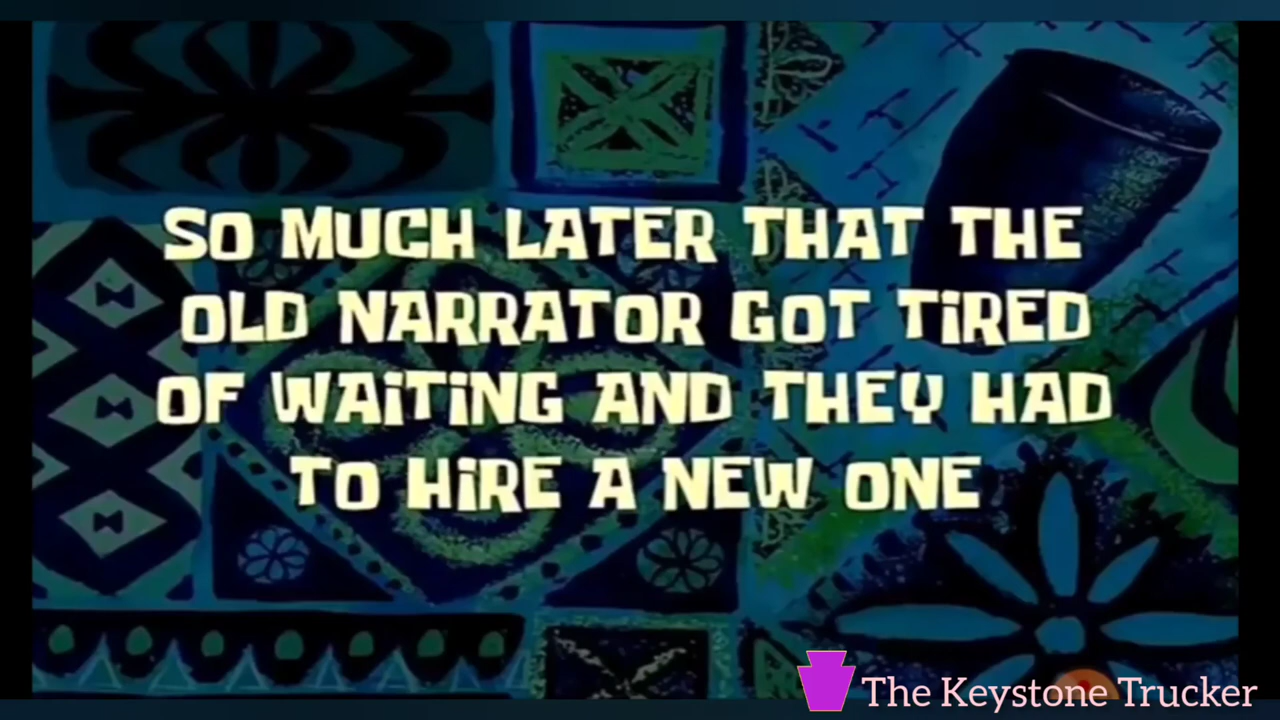 SO MUCH LATER THAT THE
OLD NARRATOR GOT TiRED
OF WAiTiNG AND THEY HAD
TO HiRE A NEW ONE
The Keystone Trucker